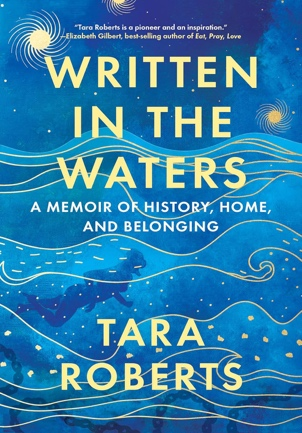 "Tara Roberts is a pioneer and an inspiration."
—Elizabeth Gilbert, best-selling author of Eat, Pray, Love
WRITTEN
IN THE
WATERS
A MEMOIR OF HISTORY, HOME,
AND BELONGING
TARA
ROBERTS